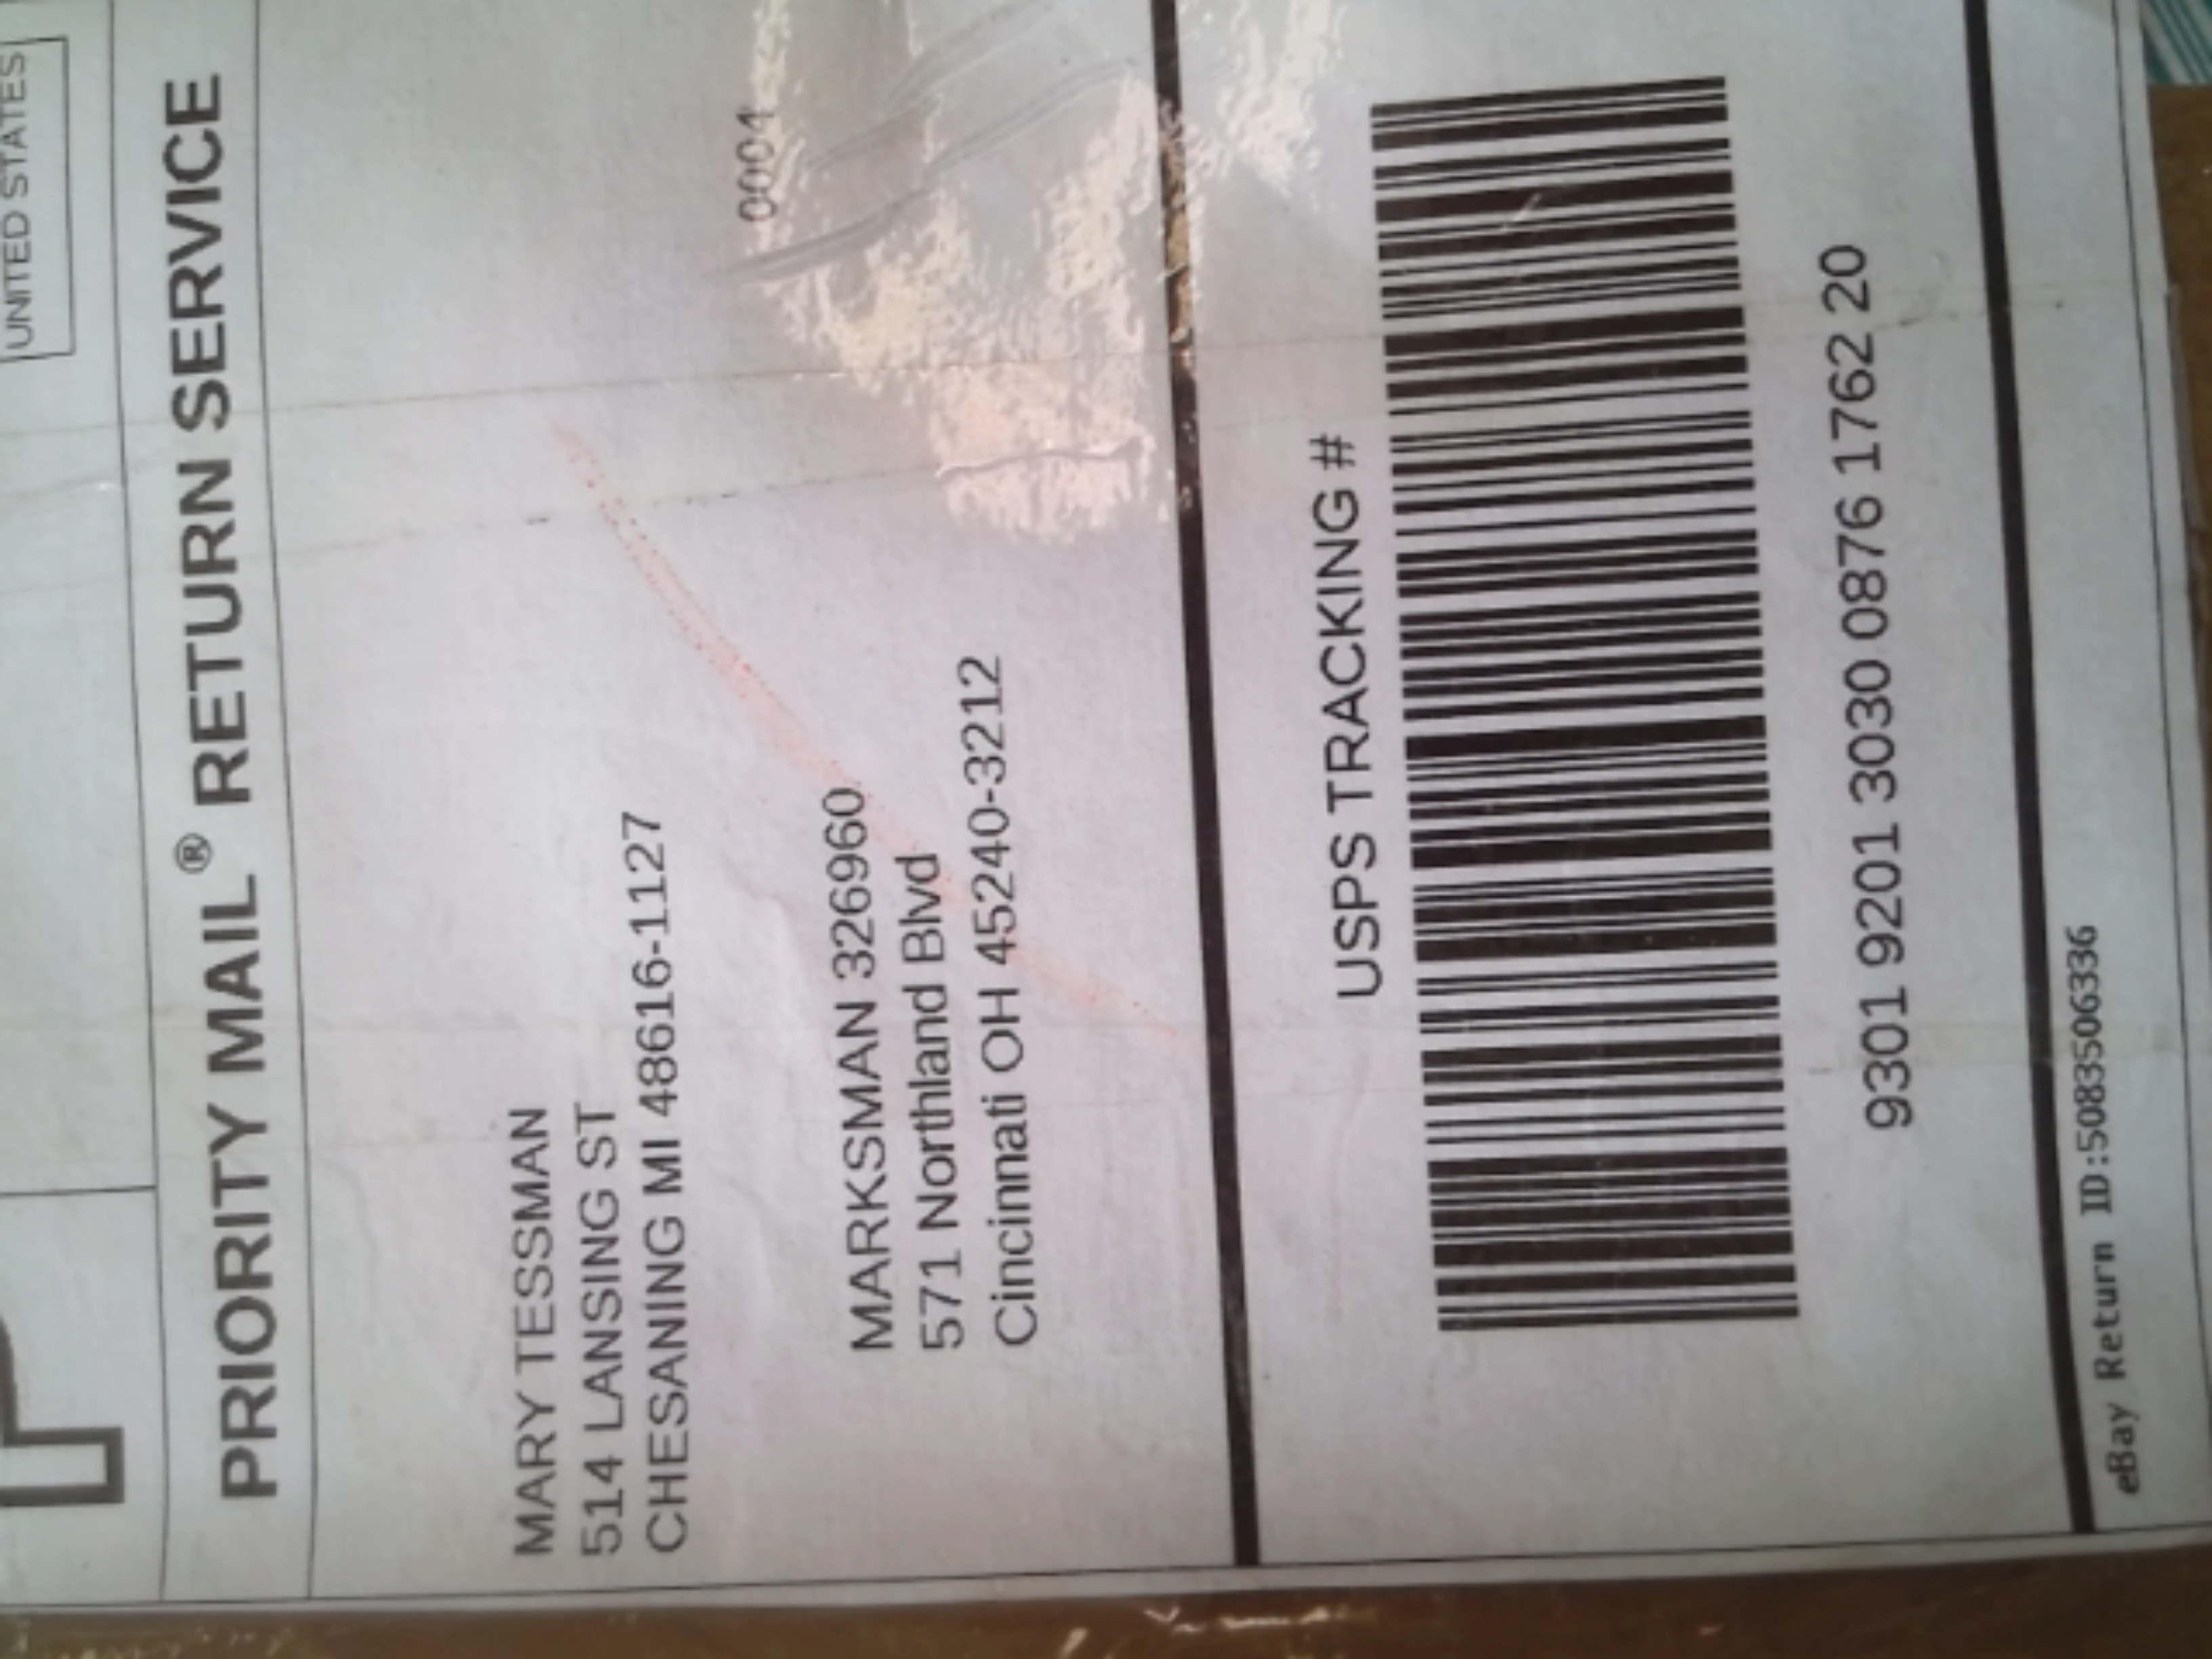 UNITED STATES
PRIORITY MAIL® RETURN SERVICE
MARY TESSMAN
514 LANSING ST
CHESANING MI 48616-1127
0004
MARKSMAN 326960
571 Northland Blvd
Cincinnati OH 45240-3212
USPS TRACKING #
9301 9201 3030 0876 1762 20
eBay Return ID:5083506336